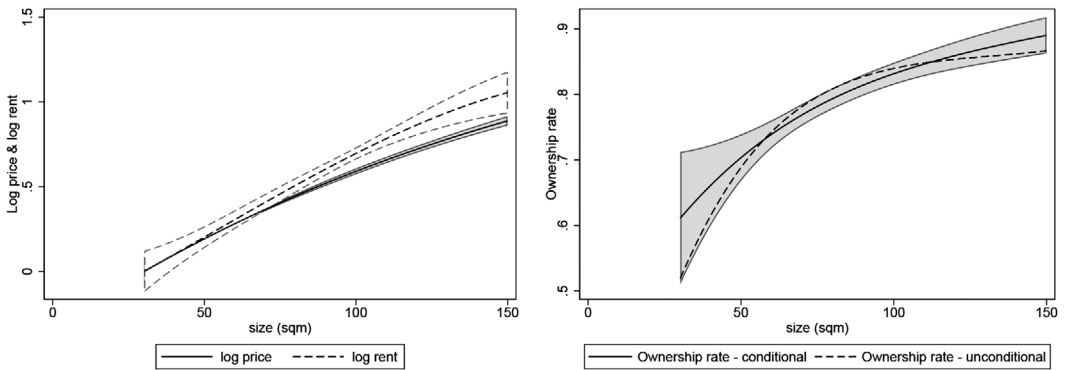 Log price & log rent
1.5
1
.5
0
0 50 100 150
size (sqm)
log price log rent
Ownership rate
.9
.8
.7
.6
.5
0 50 100 150
size (sqm)
Ownership rate - conditional Ownership rate - unconditional